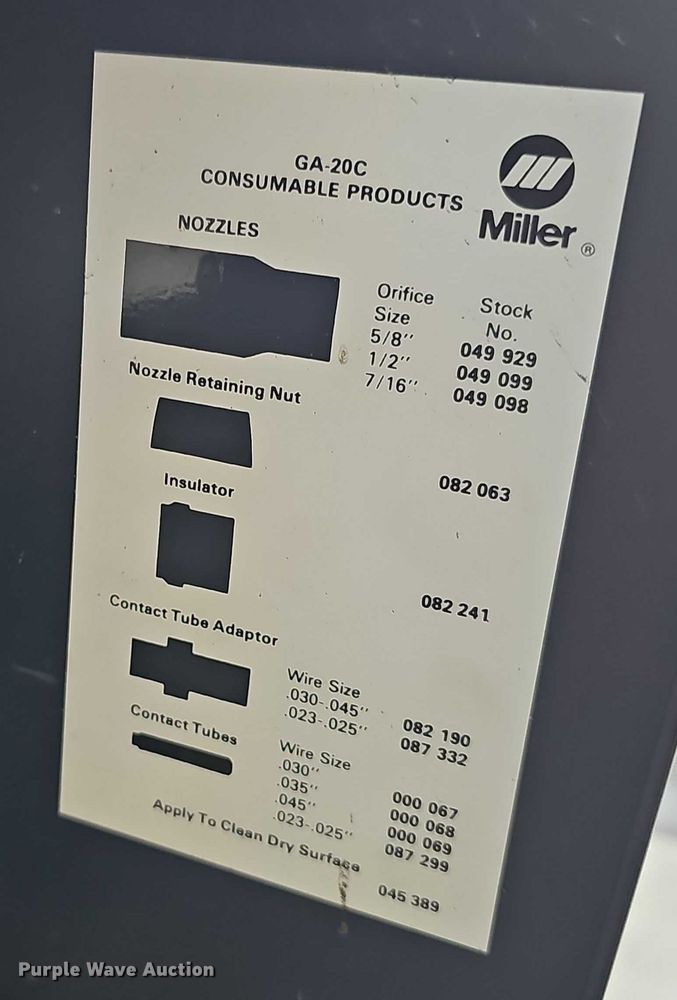 GA-20C
CONSUMABLE PRODUCTS
Miller ®
NOZZLES
Orifice Size Stock No.
5/8" 049 929
1/2" 049 099
7/16" 049 098
Nozzle Retaining Nut
082 063
Insulator
082 241
Contact Tube Adaptor
Wire Size
.030-.045" 082 190
.023-.025" 087 332
Contact Tubes
Wire Size
.030" 000 067
.035" 000 068
.045" 000 069
.023-.025" 087 299
Apply To Clean Dry Surface
045 389
Purple Wave Auction